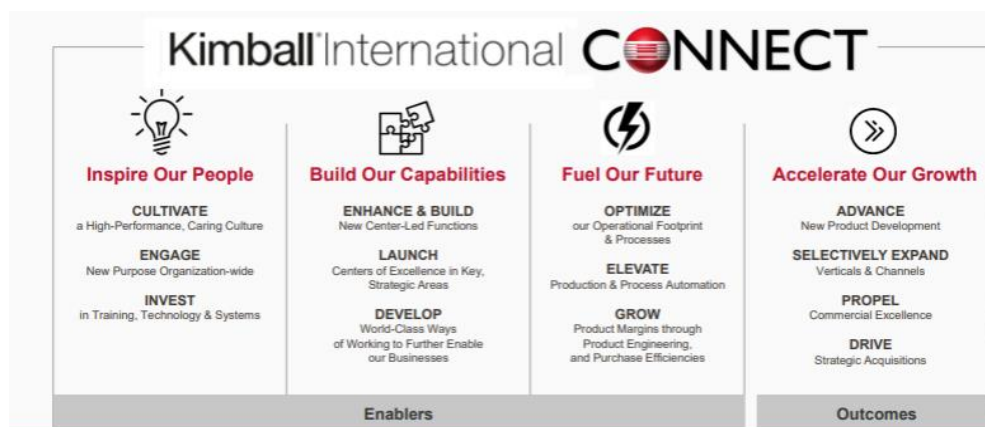 Kimball International CONNECT
Inspire Our People
CULTIVATE
a High-Performance, Caring Culture
ENGAGE
New Purpose Organization-wide
INVEST
in Training, Technology & Systems
Build Our Capabilities
ENHANCE & BUILD
New Center-Led Functions
LAUNCH
Centers of Excellence in Key,
Strategic Areas
DEVELOP
World-Class Ways
of Working to Further Enable
our Businesses
Fuel Our Future
OPTIMIZE
our Operational Footprint
& Processes
ELEVATE
Production & Process Automation
GROW
Product Margins through
Product Engineering,
and Purchase Efficiencies
Accelerate Our Growth
ADVANCE
New Product Development
SELECTIVELY EXPAND
Verticals & Channels
PROPEL
Commercial Excellence
DRIVE
Strategic Acquisitions
Enablers
Outcomes